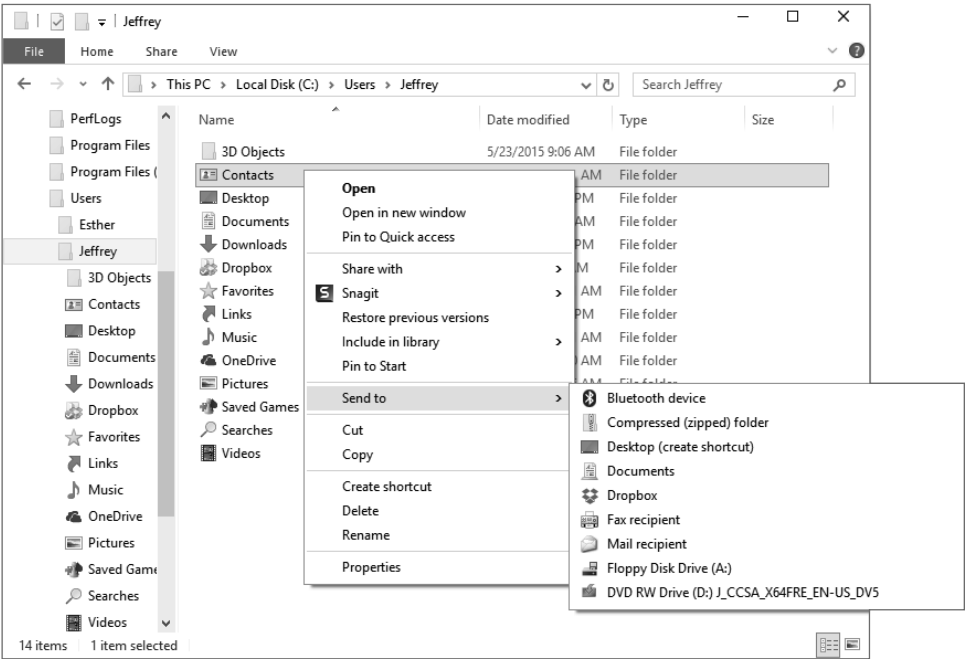 Jeffrey
File Home Share View
This PC > Local Disk (C:) > Users > Jeffrey
Search Jeffrey
PerfLogs
Program Files
Program Files (
Users
Esther
Jeffrey
3D Objects
Contacts
Desktop
Documents
Downloads
Dropbox
Favorites
Links
Music
OneDrive
Pictures
Saved Game
Searches
Videos
Name Date modified Type Size
3D Objects 5/23/2015 9:06 AM File folder
Contacts AM File folder
Desktop PM File folder
Documents AM File folder
Downloads PM File folder
Dropbox M File folder
Favorites AM File folder
Links PM File folder
Music AM File folder
OneDrive AM File folder
Pictures AM File folder
Saved Games
Searches
Videos
Open
Open in new window
Pin to Quick access
Share with >
S Snagit >
Restore previous versions
Include in library >
Pin to Start
Send to >
Cut
Copy
Create shortcut
Delete
Rename
Properties
Bluetooth device
Compressed (zipped) folder
Desktop (create shortcut)
Documents
Dropbox
Fax recipient
Mail recipient
Floppy Disk Drive (A:)
DVD RW Drive (D:) J_CCSA_X64FRE_EN-US_DV5
14 items 1 item selected